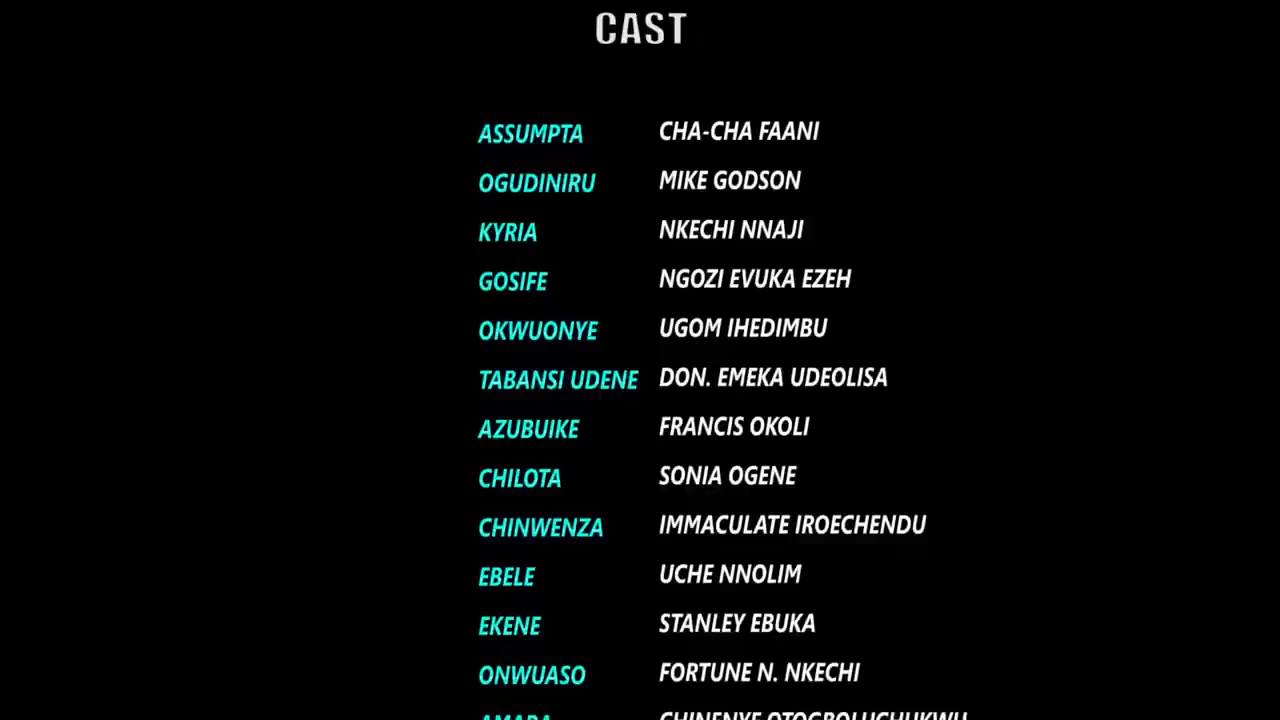 CAST
ASSUMPTA CHA-CHA FAANI
OGUDINIRU MIKE GODSON
KYRIA NKECHI NNAJI
GOSIFE NGOZI EVUKA EZEH
OKWUONYE UGOM IHEDIMBU
TABANSI UDENE DON. EMEKA UDEOLISA
AZUBUIKE FRANCIS OKOLI
CHILOTA SONIA OGENE
CHINWENZA IMMACULATE IROECHENDU
EBELE UCHE NNOLIM
EKENE STANLEY EBUKA
ONWUASO FORTUNE N. NKECHI
CHINENYE